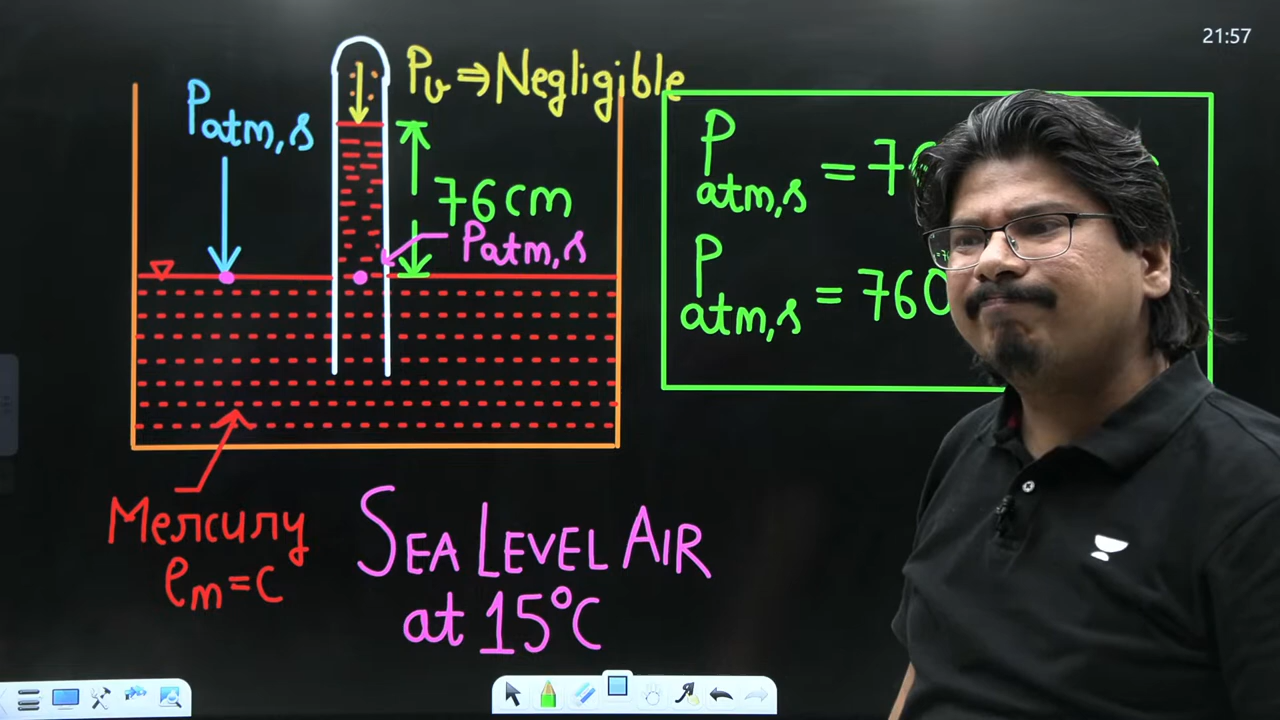 21:57
Pv ⇒ Negligible
Patm,s
76 cm
Patm,s
Patm,s = 76
Patm,s = 760
Mercury
ρm = C
SEA LEVEL AIR
at 15°C